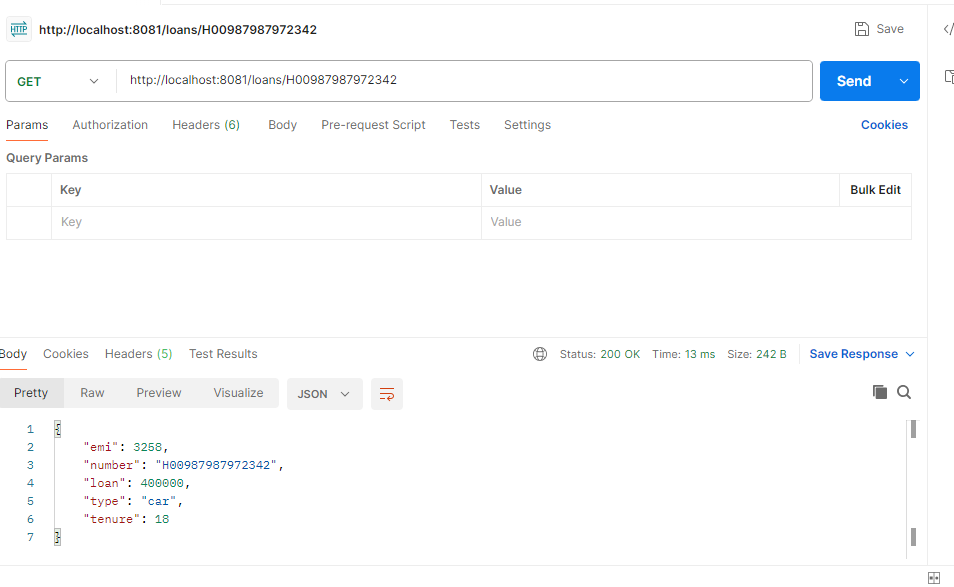 HTTP http://localhost:8081/loans/H00987987972342 Save </>
GET http://localhost:8081/loans/H00987987972342 Send
Params Authorization Headers (6) Body Pre-request Script Tests Settings Cookies
Query Params
Key Value Bulk Edit
Key Value
Body Cookies Headers (5) Test Results Status: 200 OK Time: 13 ms Size: 242 B Save Response
Pretty Raw Preview Visualize JSON
1 {
2 "emi": 3258,
3 "number": "H00987987972342",
4 "loan": 400000,
5 "type": "car",
6 "tenure": 18
7 }